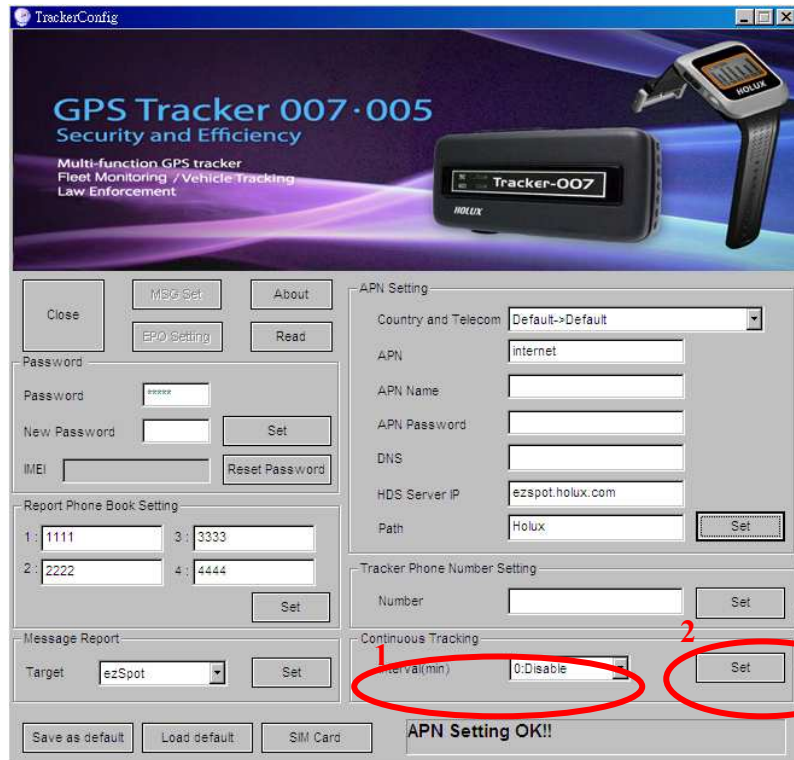 TrackerConfig
GPS Tracker 007·005
Security and Efficiency
Multi-function GPS tracker
Fleet Monitoring / Vehicle Tracking
Law Enforcement
HOLUX
Tracker-007
HOLUX
Close
MSG Set
About
EPO Setting
Read
Password
Password
*****
New Password
Set
IMEI
Reset Password
Report Phone Book Setting
1 : 1111
3 : 3333
2 : 2222
4 : 4444
Set
Message Report
Target ezSpot
Set
APN Setting
Country and Telecom Default->Default
APN internet
APN Name
APN Password
DNS
HDS Server IP ezspot.holux.com
Path Holux
Set
Tracker Phone Number Setting
Number
Set
Continuous Tracking
1
2
Interval(min) 0:Disable
Set
Save as default
Load default
SIM Card
APN Setting OK!!